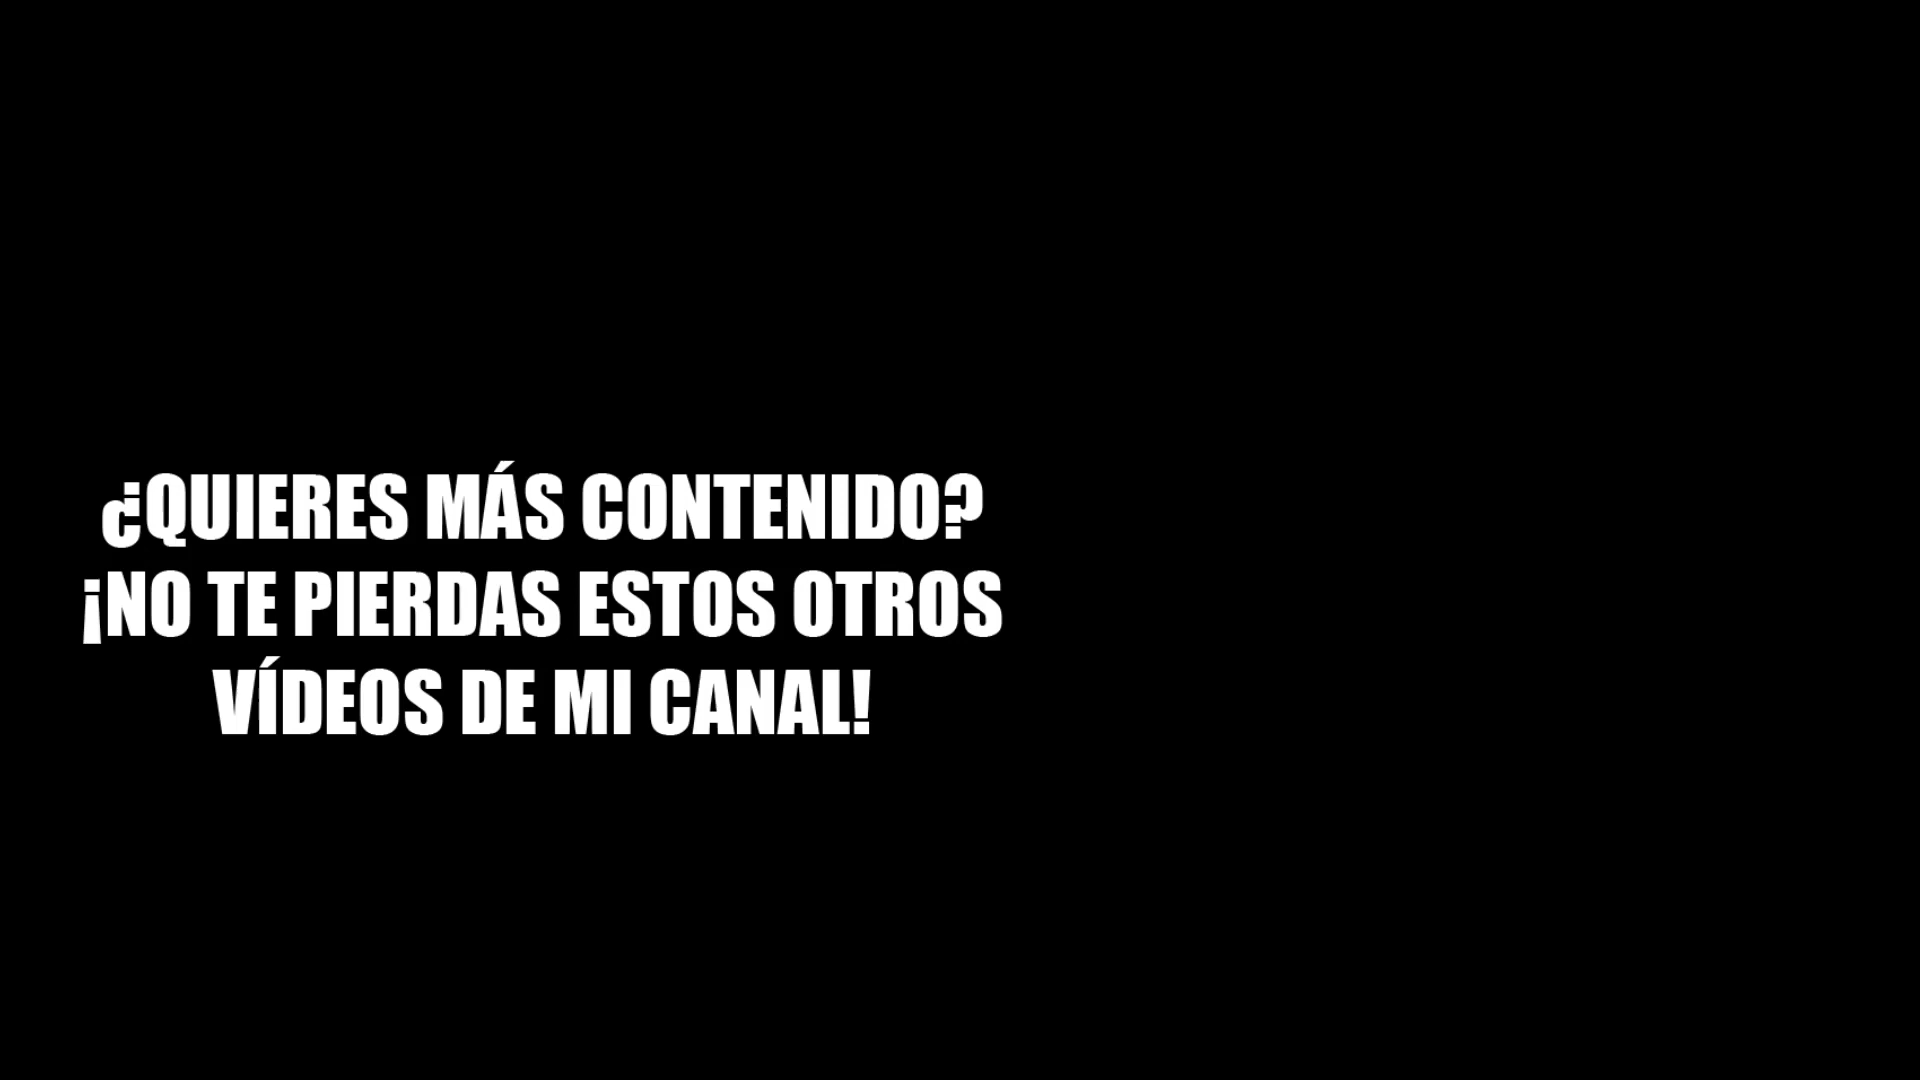 ¿QUIERES MÁS CONTENIDO?
¡NO TE PIERDAS ESTOS OTROS
VÍDEOS DE MI CANAL!